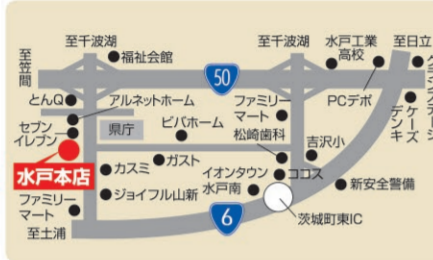 至千波湖
至千波湖
水戸工業
高校
至日立
至笠間
福祉会館
50
とんQ
アルネットホーム
ファミリー
マート
PCデポ
ケーズ
デンキ
セブン
イレブン
県庁
ビバホーム
松崎歯科
吉沢小
水戸本店
カスミ
ガスト
イオンタウン
水戸南
ココス
新安全警備
ファミリー
マート
ジョイフル山新
6
茨城町東IC
至土浦